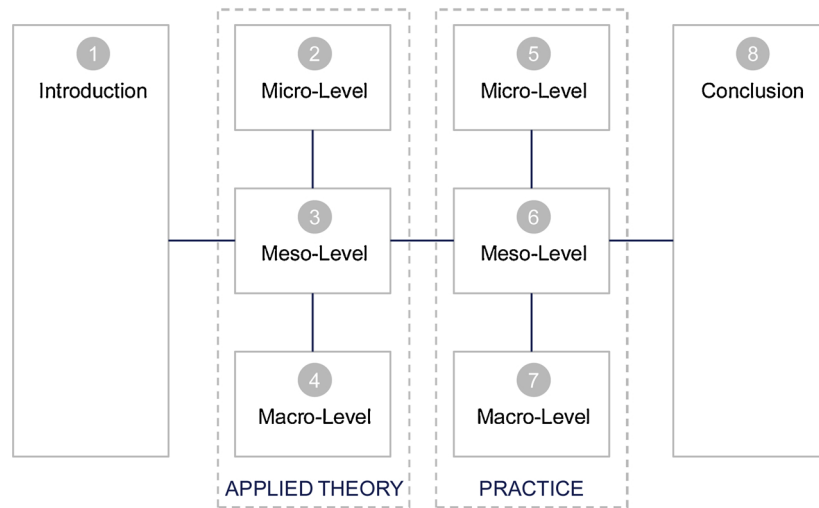 1
Introduction
2
Micro-Level
3
Meso-Level
4
Macro-Level
APPLIED THEORY
5
Micro-Level
6
Meso-Level
7
Macro-Level
PRACTICE
8
Conclusion